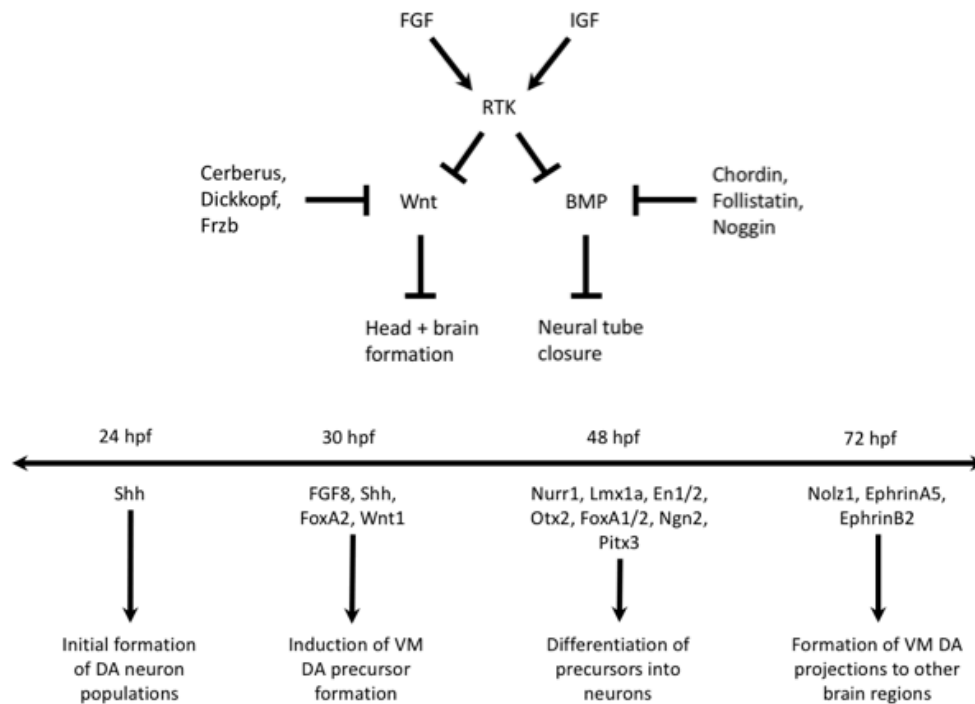 FGF
IGF
RTK
Cerberus,
Dickkopf,
Frzb
Wnt
BMP
Chordin,
Follistatin,
Noggin
Head + brain
formation
Neural tube
closure
24 hpf
30 hpf
48 hpf
72 hpf
Shh
FGF8, Shh,
FoxA2, Wnt1
Nurr1, Lmx1a, En1/2,
Otx2, FoxA1/2, Ngn2,
Pitx3
Nolz1, EphrinA5,
EphrinB2
Initial formation
of DA neuron
populations
Induction of VM
DA precursor
formation
Differentiation of
precursors into
neurons
Formation of VM DA
projections to other
brain regions